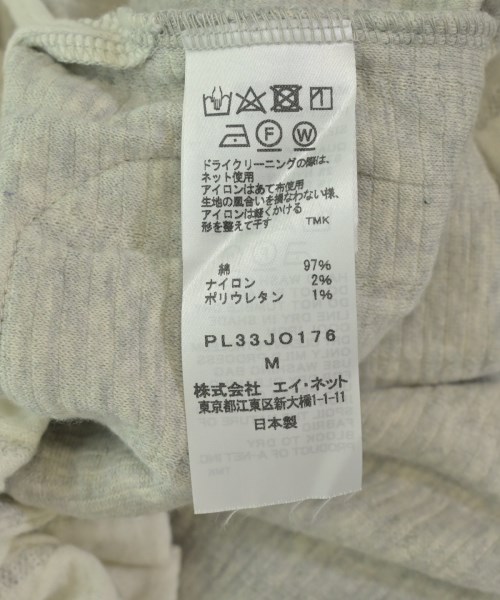 F W
ドライクリーニングの際は、
ネット使用
アイロンはあて布使用
生地の風合いを損なわない様、
アイロンは軽くかける
形を整えて干す TMK
綿 97%
ナイロン 2%
ポリウレタン 1%
PL33JO176
M
株式会社 エイ・ネット
東京都江東区新大橋1-1-11
日本製